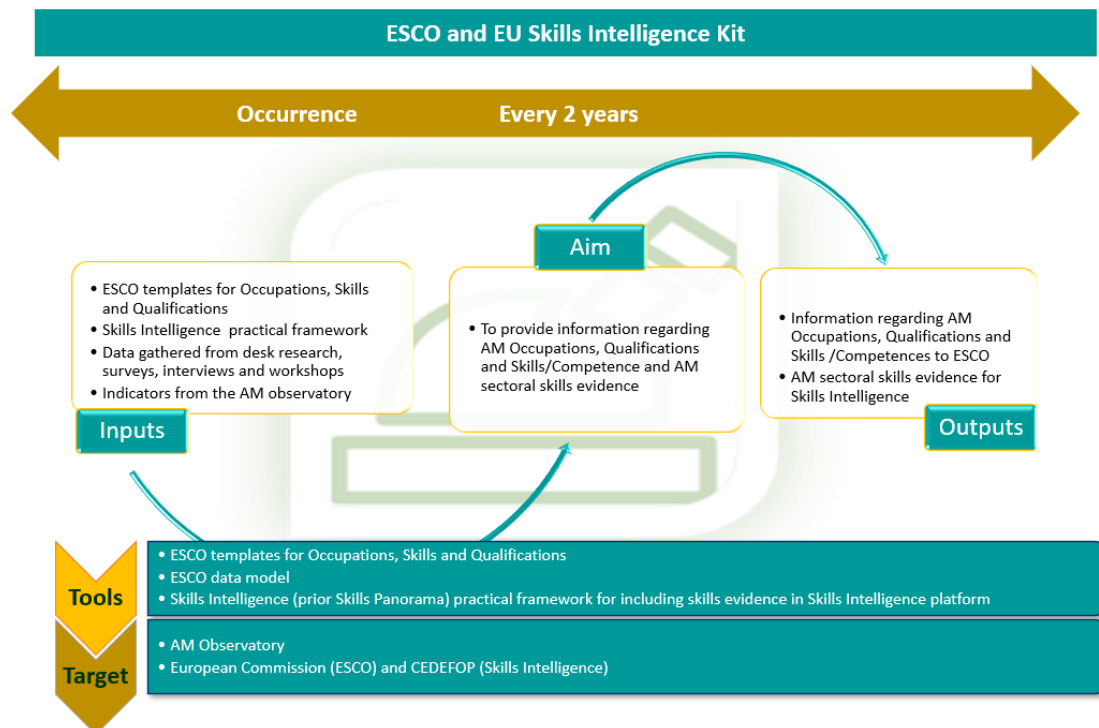 ESCO and EU Skills Intelligence Kit
Occurrence Every 2 years
Aim
• ESCO templates for Occupations, Skills
and Qualifications
• Skills Intelligence practical framework
• Data gathered from desk research,
surveys, interviews and workshops
• Indicators from the AM observatory
Inputs
• To provide information regarding
AM Occupations, Qualifications
and Skills/Competence and AM
sectoral skills evidence
• Information regarding AM
Occupations, Qualifications and
Skills /Competences to ESCO
• AM sectoral skills evidence for
Skills Intelligence
Outputs
Tools
• ESCO templates for Occupations, Skills and Qualifications
• ESCO data model
• Skills Intelligence (prior Skills Panorama) practical framework for including skills evidence in Skills Intelligence platform
Target
• AM Observatory
• European Commission (ESCO) and CEDEFOP (Skills Intelligence)